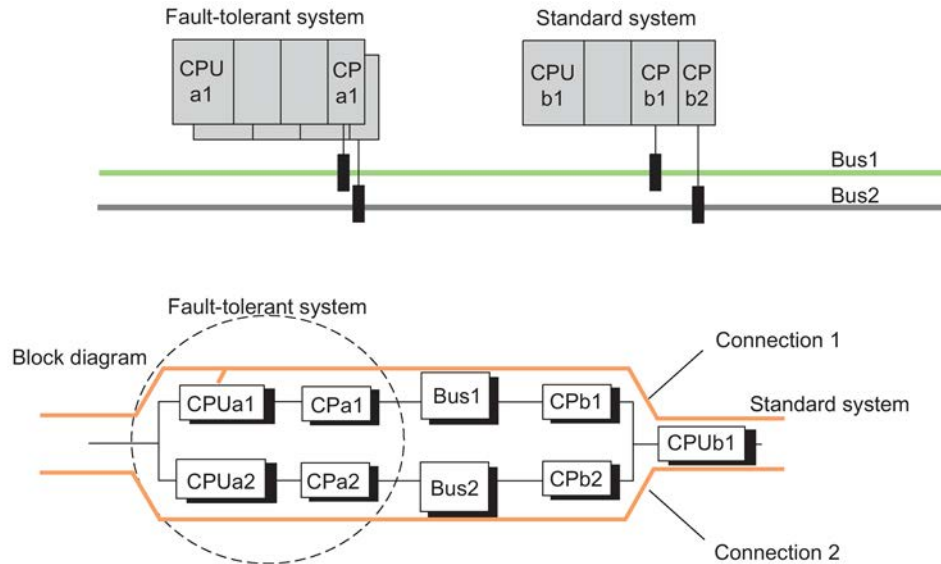 Fault-tolerant system
Standard system
CPU
a1
CP
a1
CPU
b1
CP
b1
CP
b2
Bus1
Bus2
Fault-tolerant system
Block diagram
Connection 1
CPUa1
CPa1
Bus1
CPb1
Standard system
CPUb1
CPUa2
CPa2
Bus2
CPb2
Connection 2